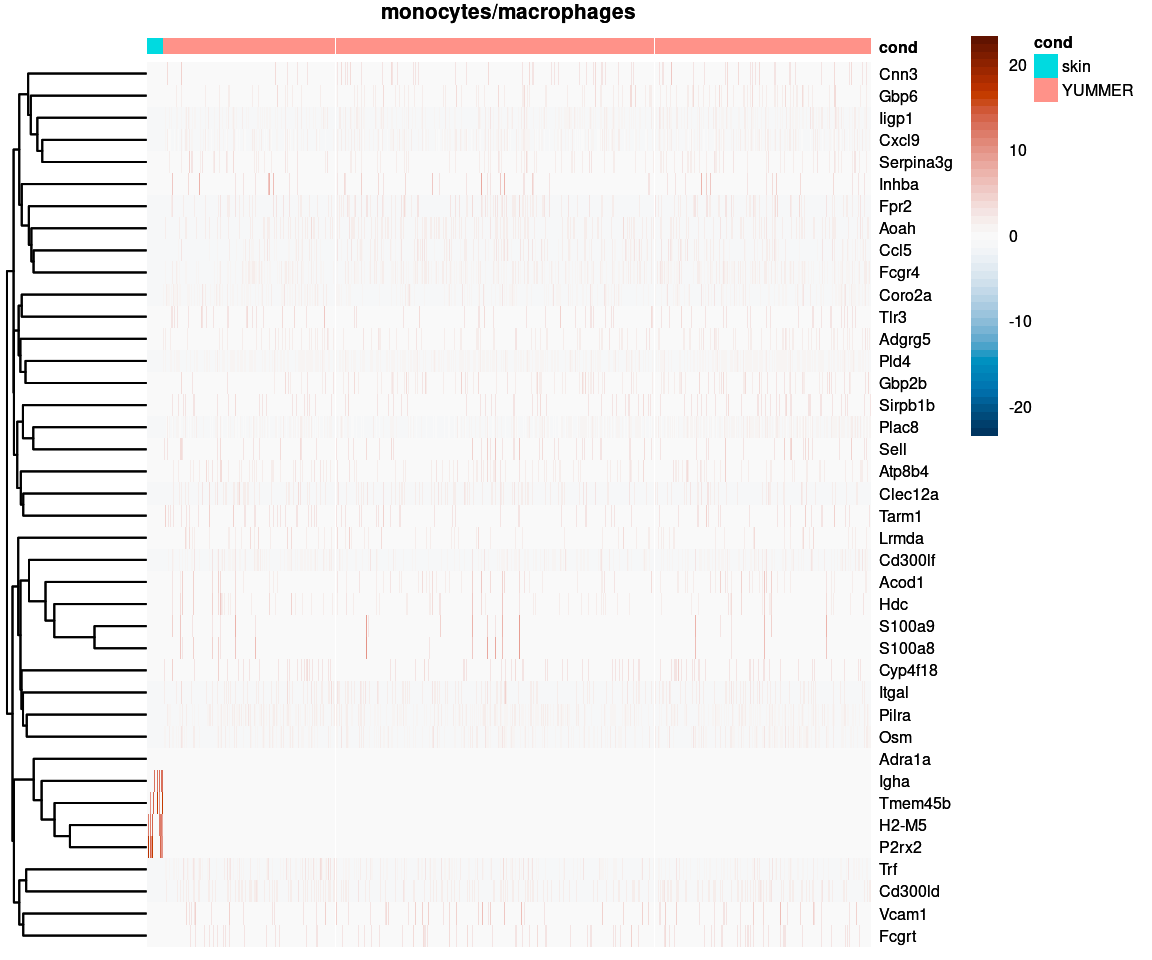 monocytes/macrophages
cond
Cnn3
Gbp6
Iigp1
Cxcl9
Serpina3g
Inhba
Fpr2
Aoah
Ccl5
Fcgr4
Coro2a
Tlr3
Adgrg5
Pld4
Gbp2b
Sirpb1b
Plac8
Sell
Atp8b4
Clec12a
Tarm1
Lrmda
Cd300lf
Acod1
Hdc
S100a9
S100a8
Cyp4f18
Itgal
Pilra
Osm
Adra1a
Igha
Tmem45b
H2-M5
P2rx2
Trf
Cd300ld
Vcam1
Fcgrt
20
10
0
-10
-20
cond
skin
YUMMER